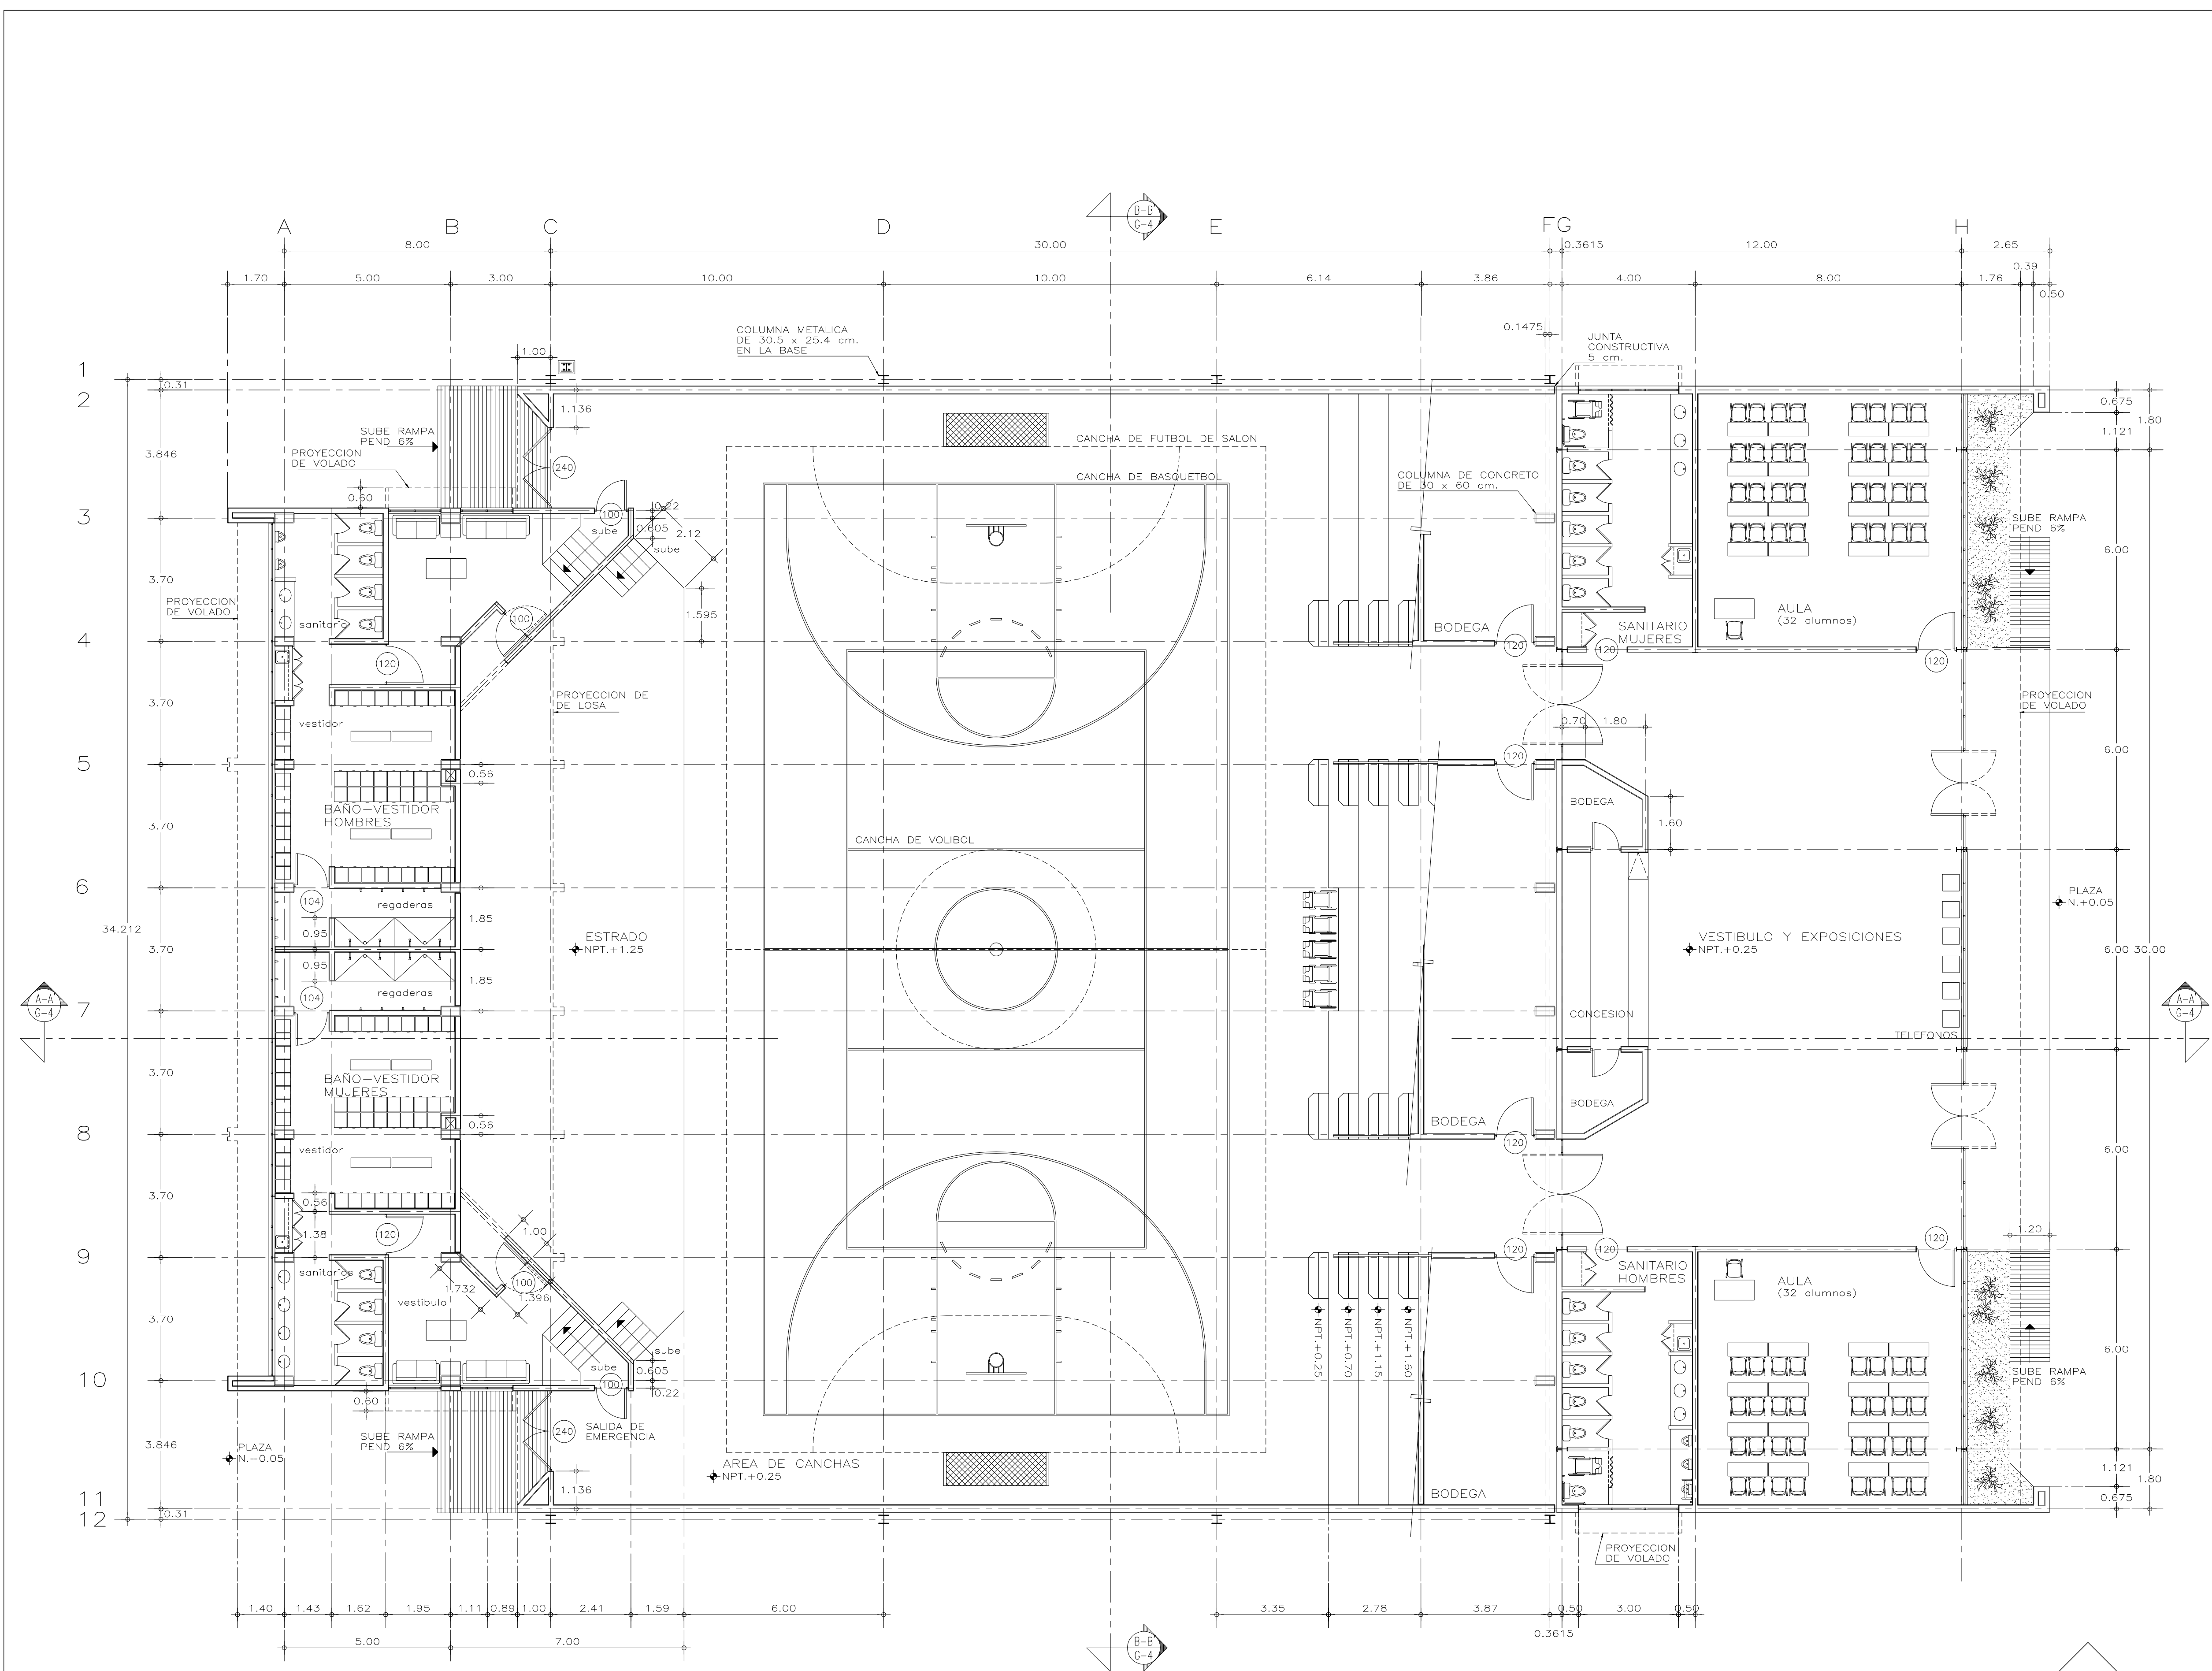 B-B'
G-4
A
B
C
D
E
F
G
H
8.00
30.00
0.3615
12.00
2.65
1.70
5.00
3.00
10.00
10.00
6.14
3.86
4.00
8.00
1.76
0.39
0.50
COLUMNA METALICA
DE 30.5 x 25.4 cm.
EN LA BASE
0.1475
JUNTA
CONSTRUCTIVA
5 cm.
1
2
3
4
5
6
7
8
9
10
11
12
0.31
3.846
3.70
3.70
3.70
3.70
3.70
3.70
3.70
3.846
0.31
34.212
1.00
1.136
SUBE RAMPA
PEND 6%
PROYECCION
DE VOLADO
0.60
240
100
0.22
0.605
2.12
sube
sube
1.595
PROYECCION
DE VOLADO
sanitario
100
120
PROYECCION DE
DE LOSA
vestidor
0.56
BAÑO-VESTIDOR
HOMBRES
104
regaderas
1.85
0.95
0.95
1.85
104
regaderas
ESTRADO
NPT.+1.25
BAÑO-VESTIDOR
MUJERES
0.56
vestidor
0.56
1.38
120
sanitarios
1.00
1.732
100
1.396
vestibulo
sube
sube
0.605
0.22
100
0.60
240
SALIDA DE
EMERGENCIA
SUBE RAMPA
PEND 6%
PLAZA
N.+0.05
1.136
CANCHA DE FUTBOL DE SALON
CANCHA DE BASQUETBOL
CANCHA DE VOLIBOL
AREA DE CANCHAS
NPT.+0.25
COLUMNA DE CONCRETO
DE 30 x 60 cm.
BODEGA
120
120
BODEGA
120
120
BODEGA
NPT.+0.25
NPT.+0.70
NPT.+1.15
NPT.+1.60
SANITARIO
MUJERES
120
AULA
(32 alumnos)
120
0.70
1.80
BODEGA
1.60
CONCESION
BODEGA
VESTIBULO Y EXPOSICIONES
NPT.+0.25
TELEFONOS
120
SANITARIO
HOMBRES
AULA
(32 alumnos)
120
SUBE RAMPA
PEND 6%
PROYECCION
DE VOLADO
PLAZA
N.+0.05
1.20
SUBE RAMPA
PEND 6%
0.675
1.80
1.121
6.00
6.00
6.00
30.00
6.00
6.00
1.121
1.80
0.675
A-A'
G-4
A-A'
G-4
PROYECCION
DE VOLADO
1.40
1.43
1.62
1.95
1.11
0.89
1.00
2.41
1.59
6.00
3.35
2.78
3.87
0.50
3.00
0.50
0.3615
5.00
7.00
B-B'
G-4